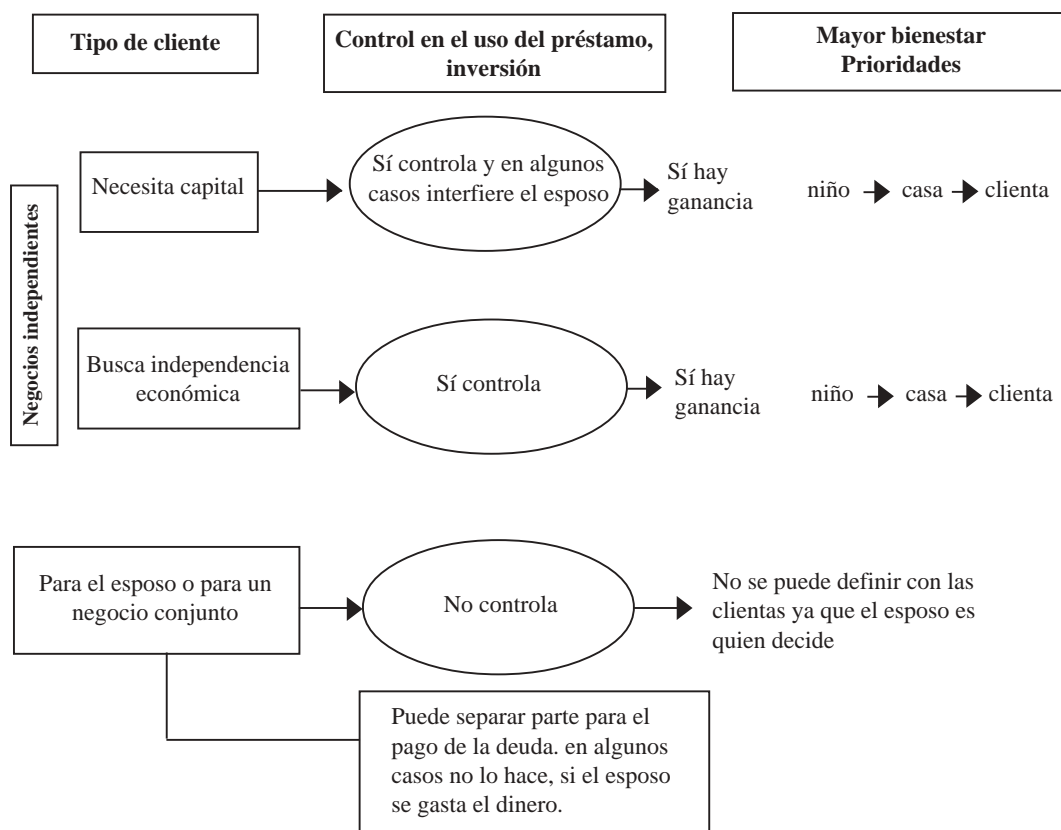 Tipo de cliente
Control en el uso del préstamo,
inversión
Mayor bienestar
Prioridades
Negocios independientes
Necesita capital
Sí controla y en algunos
casos interfiere el esposo
Sí hay
ganancia
niño
casa
clienta
Busca independencia
económica
Sí controla
Sí hay
ganancia
niño
casa
clienta
Para el esposo o para un
negocio conjunto
No controla
No se puede definir con las
clientas ya que el esposo es
quien decide
Puede separar parte para el
pago de la deuda. en algunos
casos no lo hace, si el esposo
se gasta el dinero.